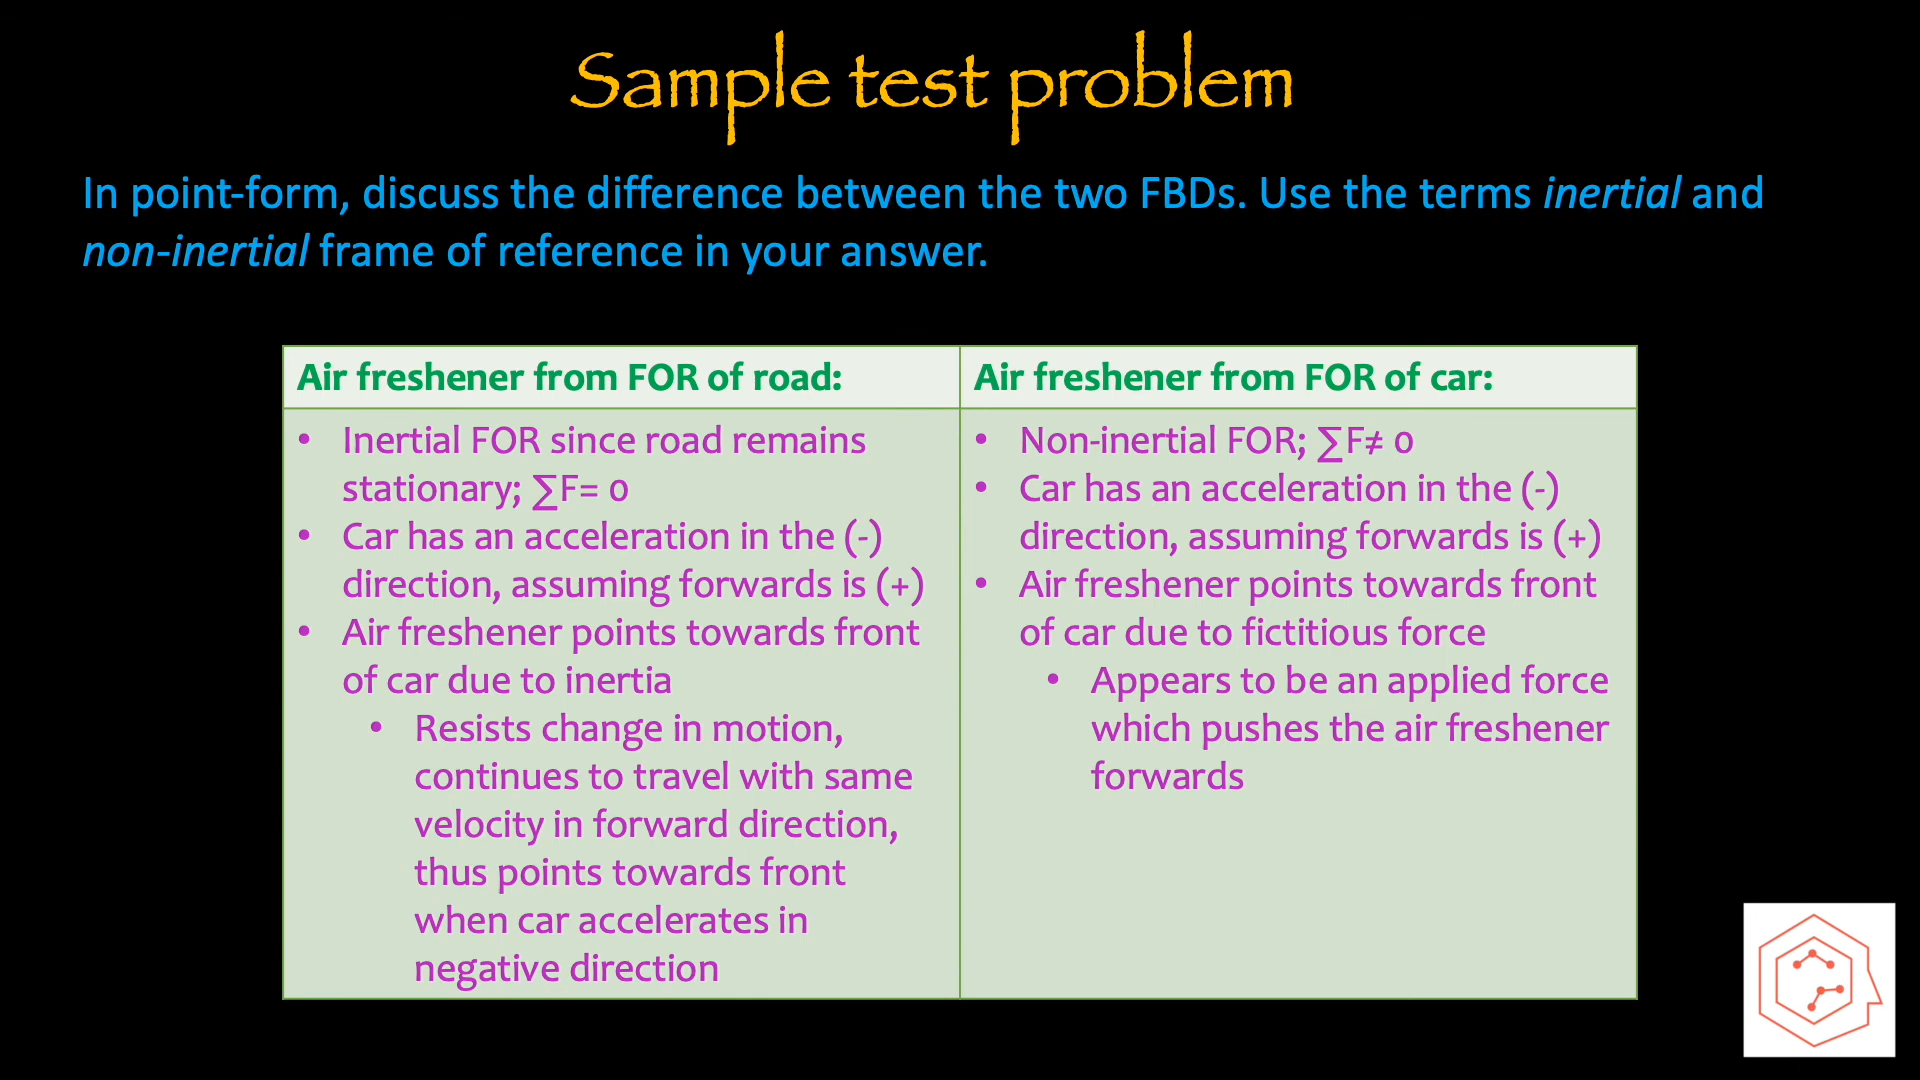 Sample test problem
In point-form, discuss the difference between the two FBDs. Use the terms inertial and
non-inertial frame of reference in your answer.
Air freshener from FOR of road:
• Inertial FOR since road remains
stationary; ∑F= 0
• Car has an acceleration in the (-)
direction, assuming forwards is (+)
• Air freshener points towards front
of car due to inertia
• Resists change in motion,
continues to travel with same
velocity in forward direction,
thus points towards front
when car accelerates in
negative direction
Air freshener from FOR of car:
• Non-inertial FOR; ∑F≠ 0
• Car has an acceleration in the (-)
direction, assuming forwards is (+)
• Air freshener points towards front
of car due to fictitious force
• Appears to be an applied force
which pushes the air freshener
forwards